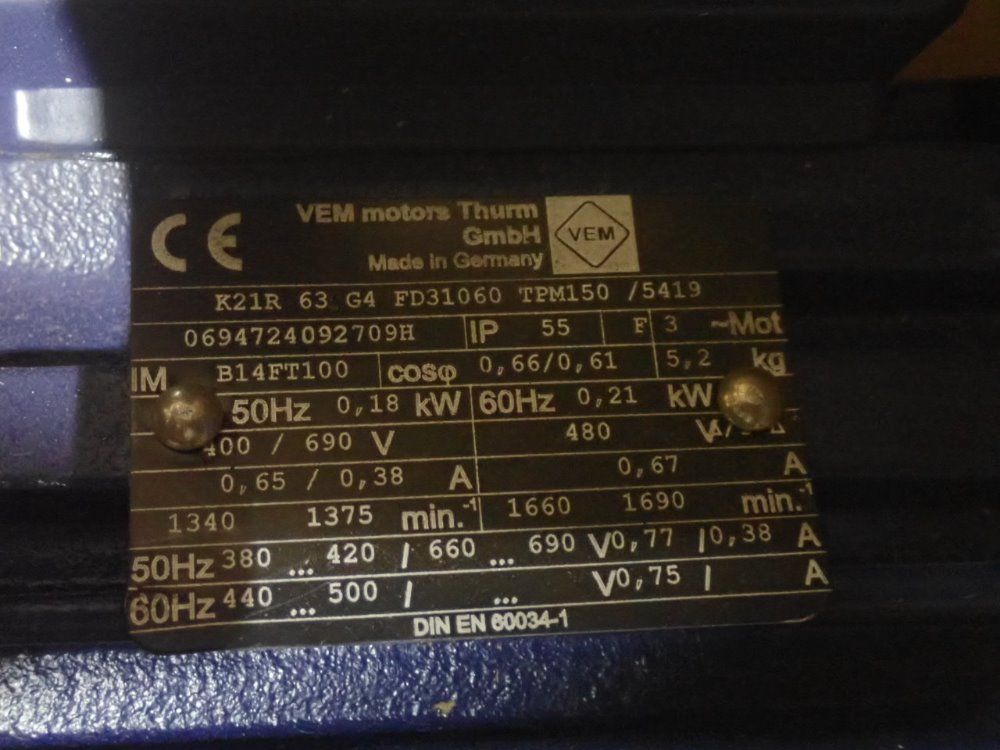 CE VEM motors Thurm
GmbH VEM
Made in Germany
K21R 63 G4 FD31060 TPM150 /5419
0694724092709H IP 55 F 3 ~Mot
IM B14FT100 cosφ 0,66/0,61 5,2 kg
50Hz 0,18 kW 60Hz 0,21 kW
/ 690 V 480
0,65 / 0,38 A 0,67 A
1340 1375 min.-¹ 1660 1690 min.-¹
50Hz 380 ... 420 / 660 ... 690 V 0,77 / 0,38 A
60Hz 440 ... 500 / ... V 0,75 / A
DIN EN 60034-1